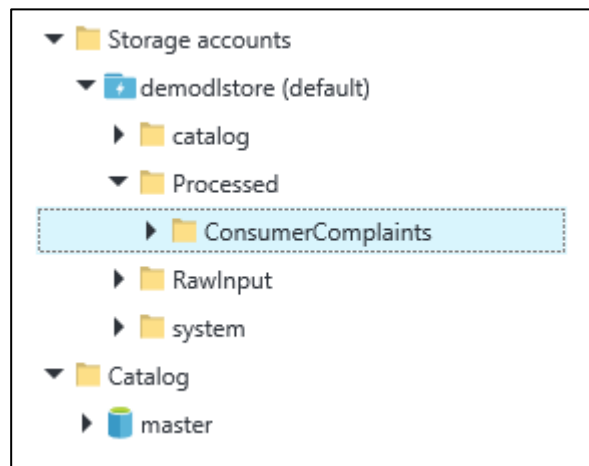 Storage accounts
demodlstore (default)
catalog
Processed
ConsumerComplaints
RawInput
system
Catalog
master